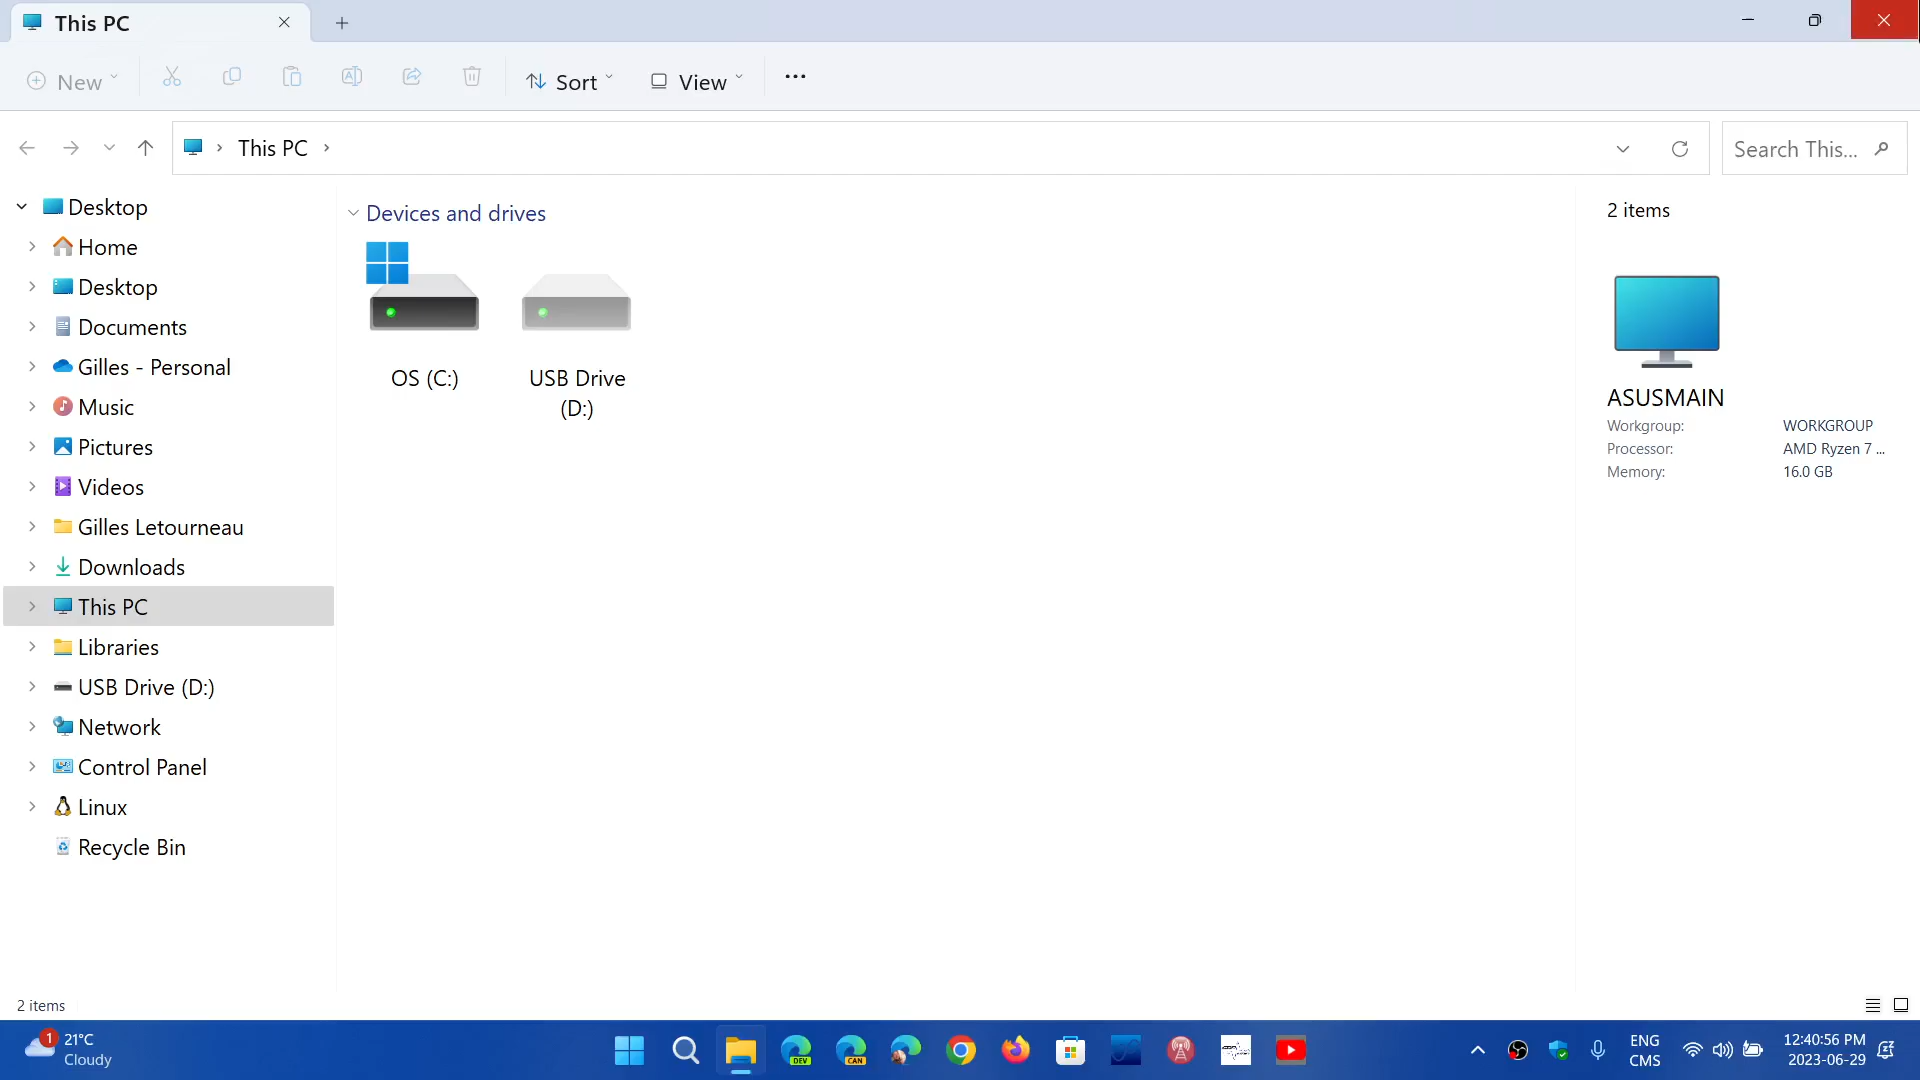 This PC
New
Sort
View
This PC
Search This...
Desktop
Home
Desktop
Documents
Gilles - Personal
Music
Pictures
Videos
Gilles Letourneau
Downloads
This PC
Libraries
USB Drive (D:)
Network
Control Panel
Linux
Recycle Bin
Devices and drives
OS (C:)
USB Drive
(D:)
2 items
ASUSMAIN
Workgroup: WORKGROUP
Processor: AMD Ryzen 7 ...
Memory: 16.0 GB
2 items
1
21°C
Cloudy
DEV
CAN
ENG
CMS
12:40:56 PM
2023-06-29